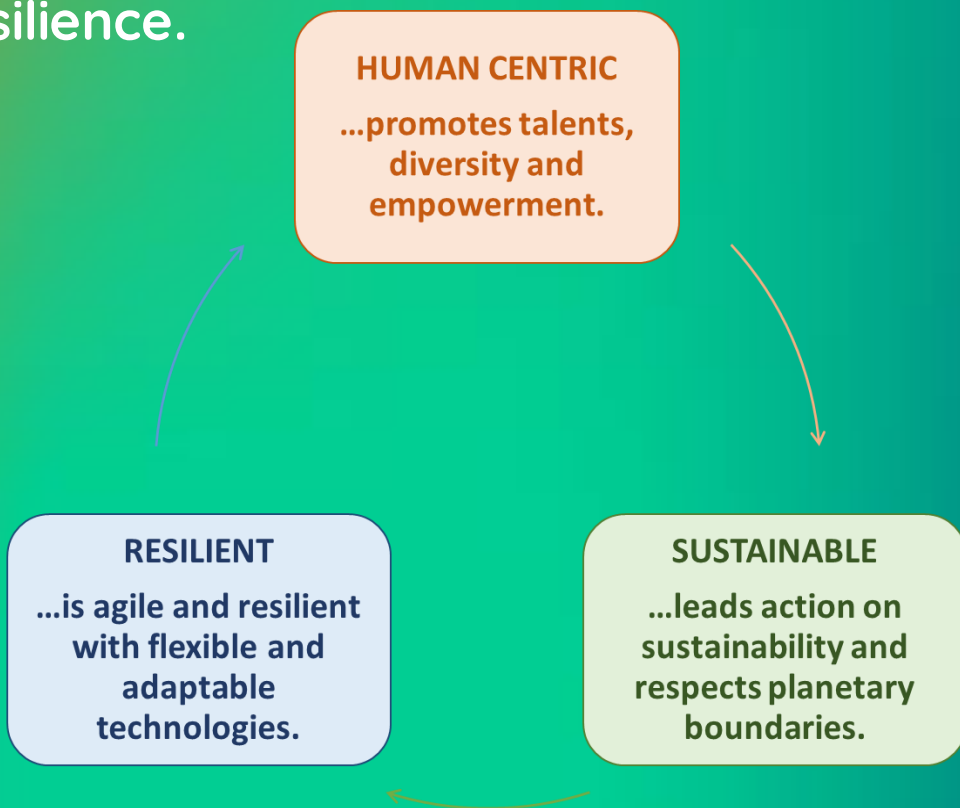 silience.
HUMAN CENTRIC
...promotes talents,
diversity and
empowerment.
RESILIENT
...is agile and resilient
with flexible and
adaptable
technologies.
SUSTAINABLE
...leads action on
sustainability and
respects planetary
boundaries.